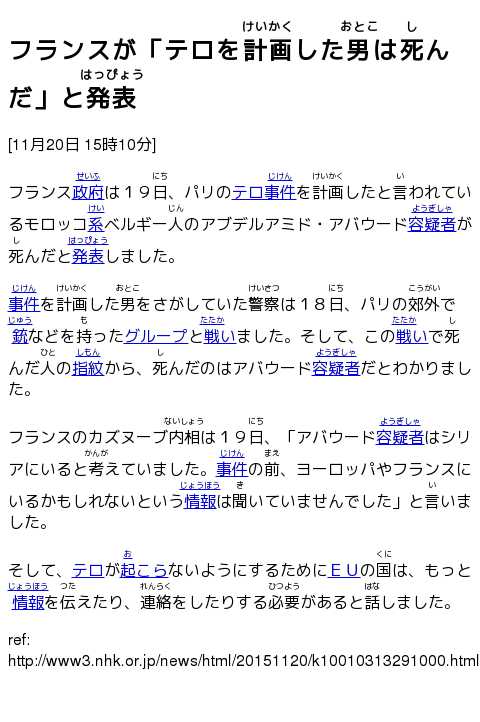 フランスが「テロを計画した男は死ん
だ」と発表
[11月20日 15時10分]
フランス政府は１９日、パリのテロ事件を計画したと言われてい
るモロッコ系ベルギー人のアブデルアミド・アバウード容疑者が
死んだと発表しました。
事件を計画した男をさがしていた警察は１８日、パリの郊外で
銃などを持ったグループと戦いました。そして、この戦いで死
んだ人の指紋から、死んだのはアバウード容疑者だとわかりまし
た。
フランスのカズヌーブ内相は１９日、「アバウード容疑者はシリ
アにいると考えていました。事件の前、ヨーロッパやフランスに
いるかもしれないという情報は聞いていませんでした」と言いま
した。
そして、テロが起こらないようにするためにＥＵの国は、もっと
情報を伝えたり、連絡をしたりする必要があると話しました。
ref:
http://www3.nhk.or.jp/news/html/20151120/k10010313291000.html